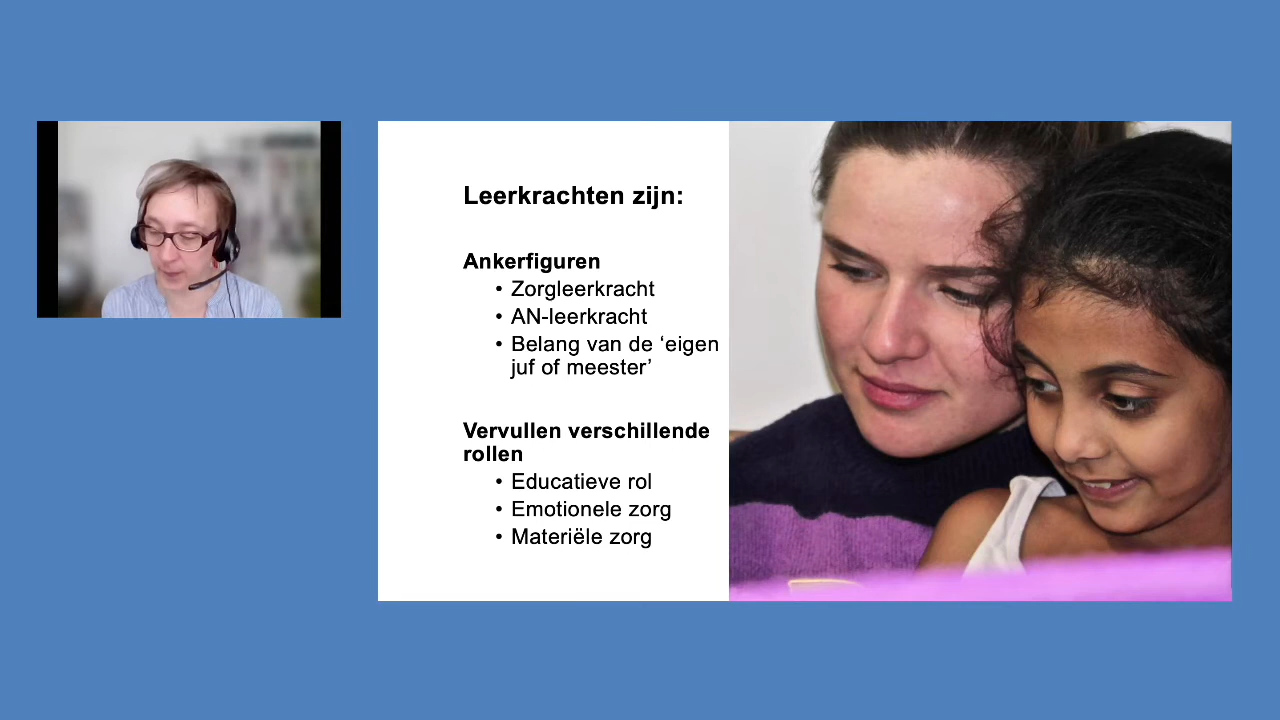 Leerkrachten zijn:
Ankerfiguren
• Zorgleerkracht
• AN-leerkracht
• Belang van de ‘eigen
juf of meester’
Vervullen verschillende
rollen
• Educatieve rol
• Emotionele zorg
• Materiële zorg